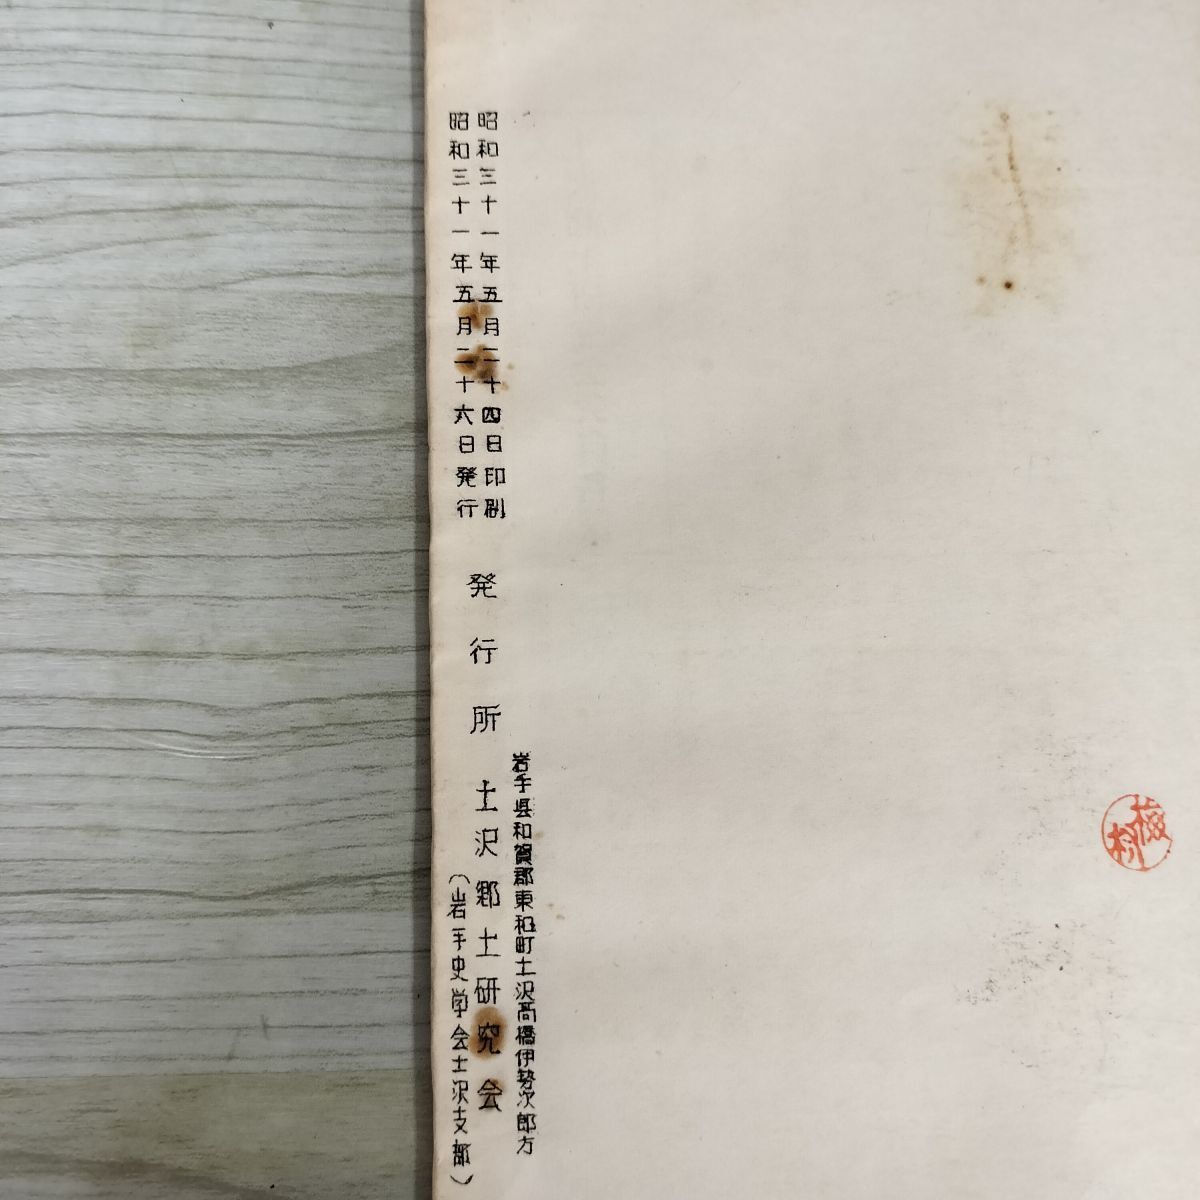 昭和三十一年五月二十四日印刷
昭和三十一年五月二十六日発行
発行所
岩手県和賀郡東和町土沢高橋伊勢次郎方
土沢郷土研究会
（岩手史学会土沢支部）
梅村